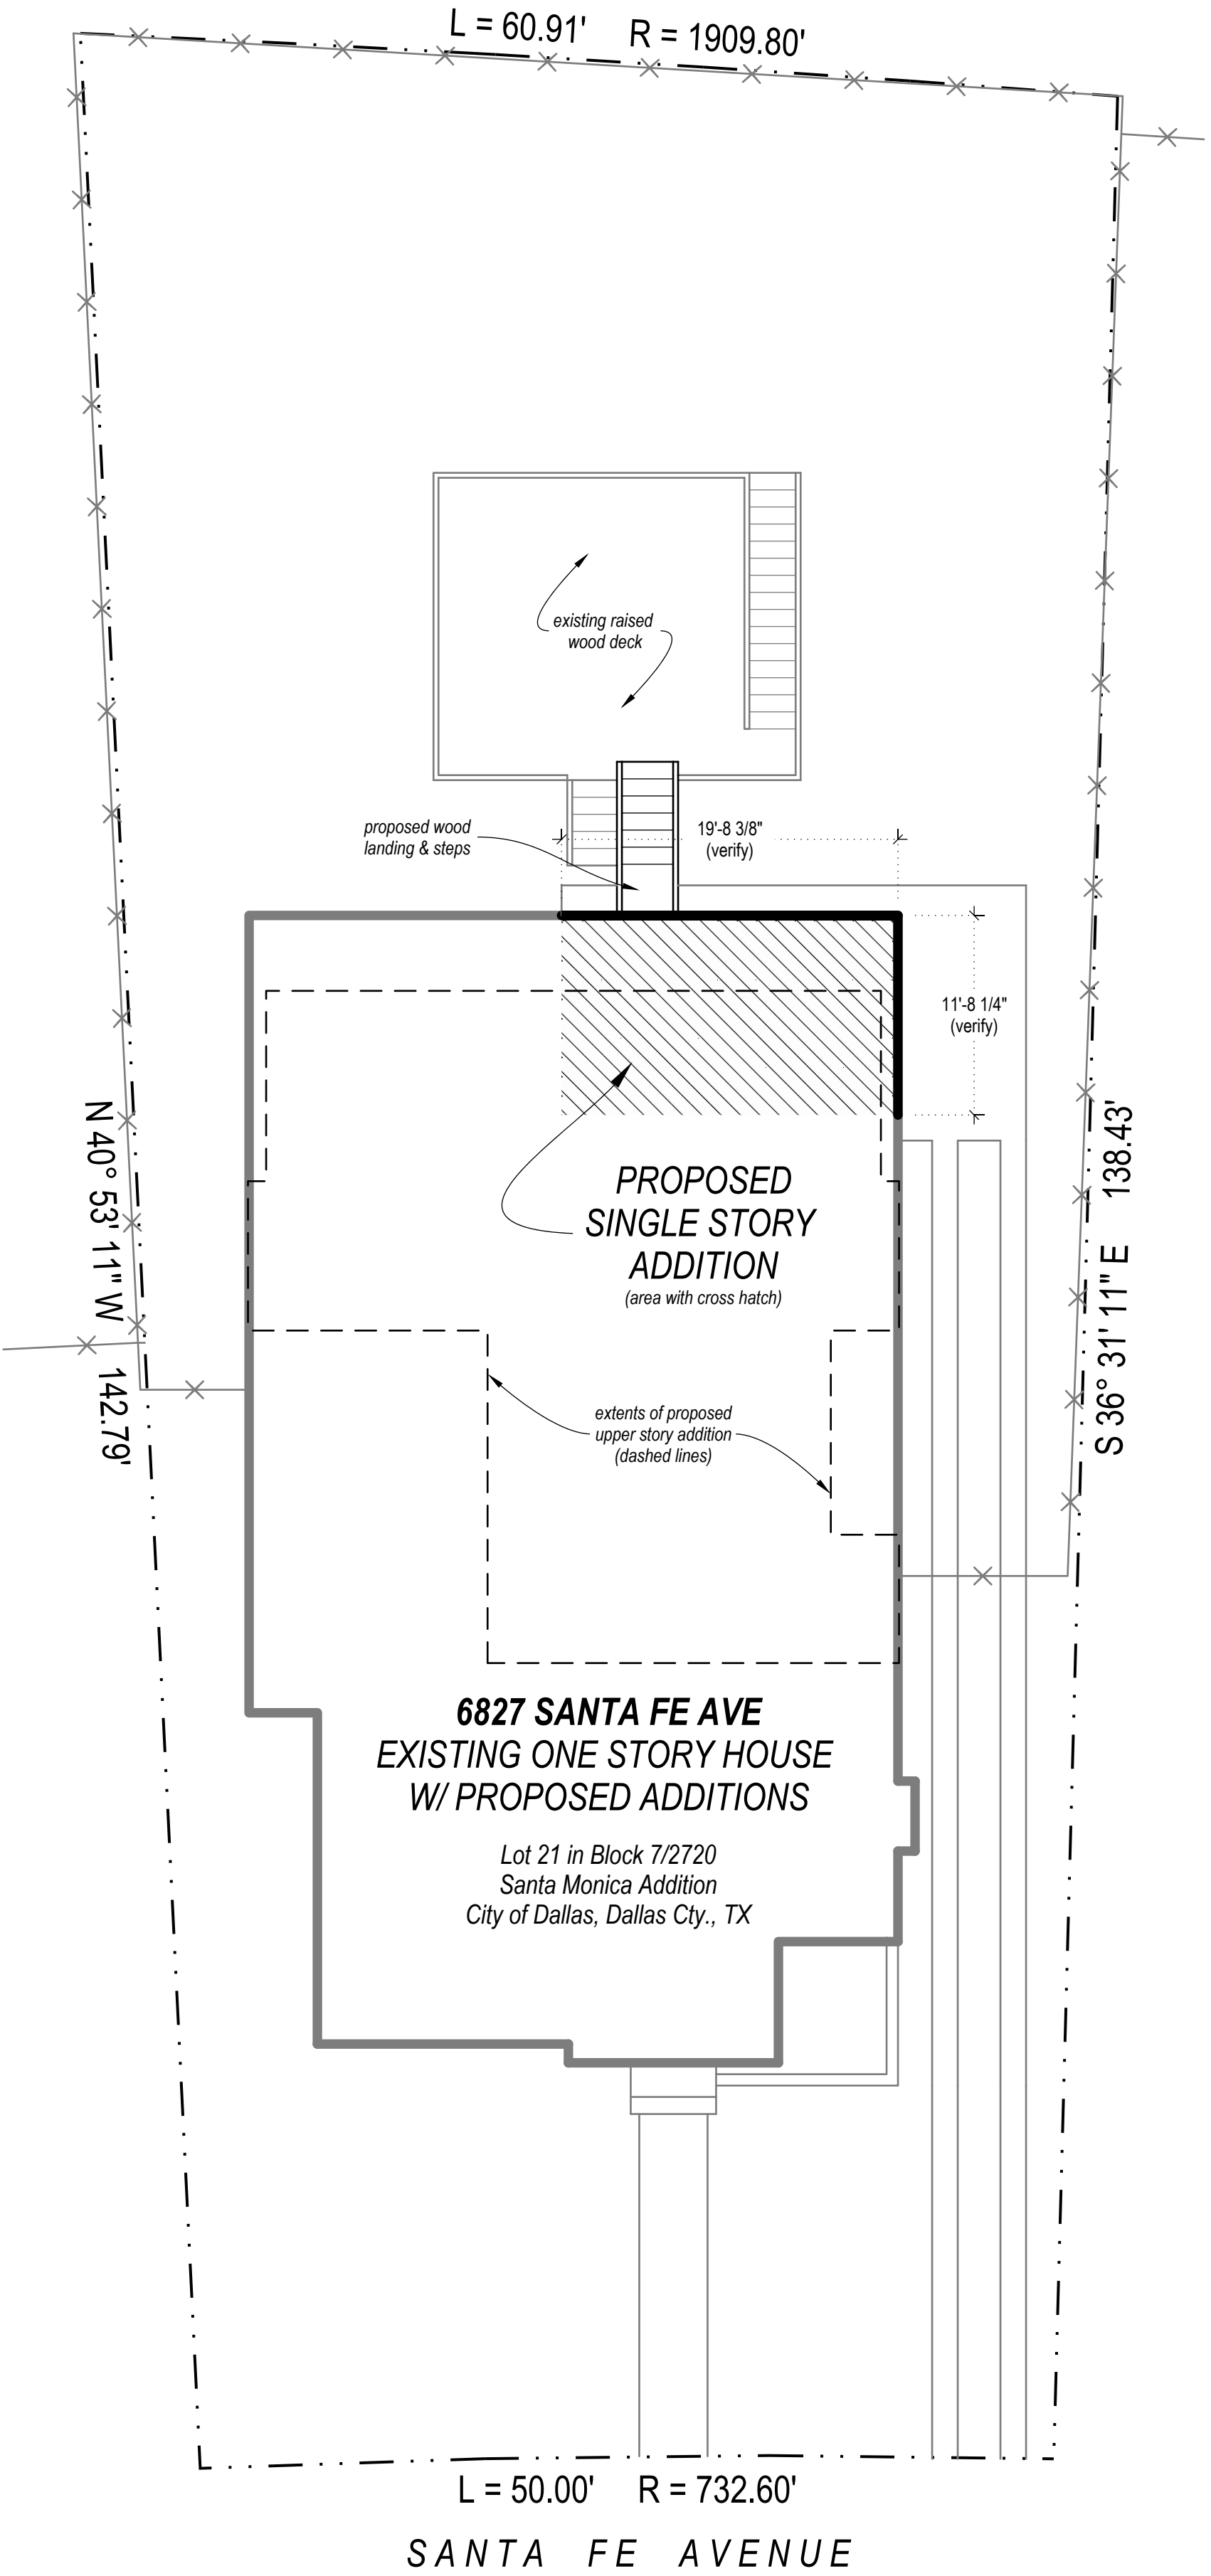 L = 60.91' R = 1909.80'
existing raised
wood deck
proposed wood
landing & steps
19'-8 3/8"
(verify)
11'-8 1/4"
(verify)
N 40° 53' 11" W 142.79'
S 36° 31' 11" E 138.43'
PROPOSED
SINGLE STORY
ADDITION
(area with cross hatch)
extents of proposed
upper story addition
(dashed lines)
6827 SANTA FE AVE
EXISTING ONE STORY HOUSE
W/ PROPOSED ADDITIONS
Lot 21 in Block 7/2720
Santa Monica Addition
City of Dallas, Dallas Cty., TX
L = 50.00' R = 732.60'
SANTA FE AVENUE